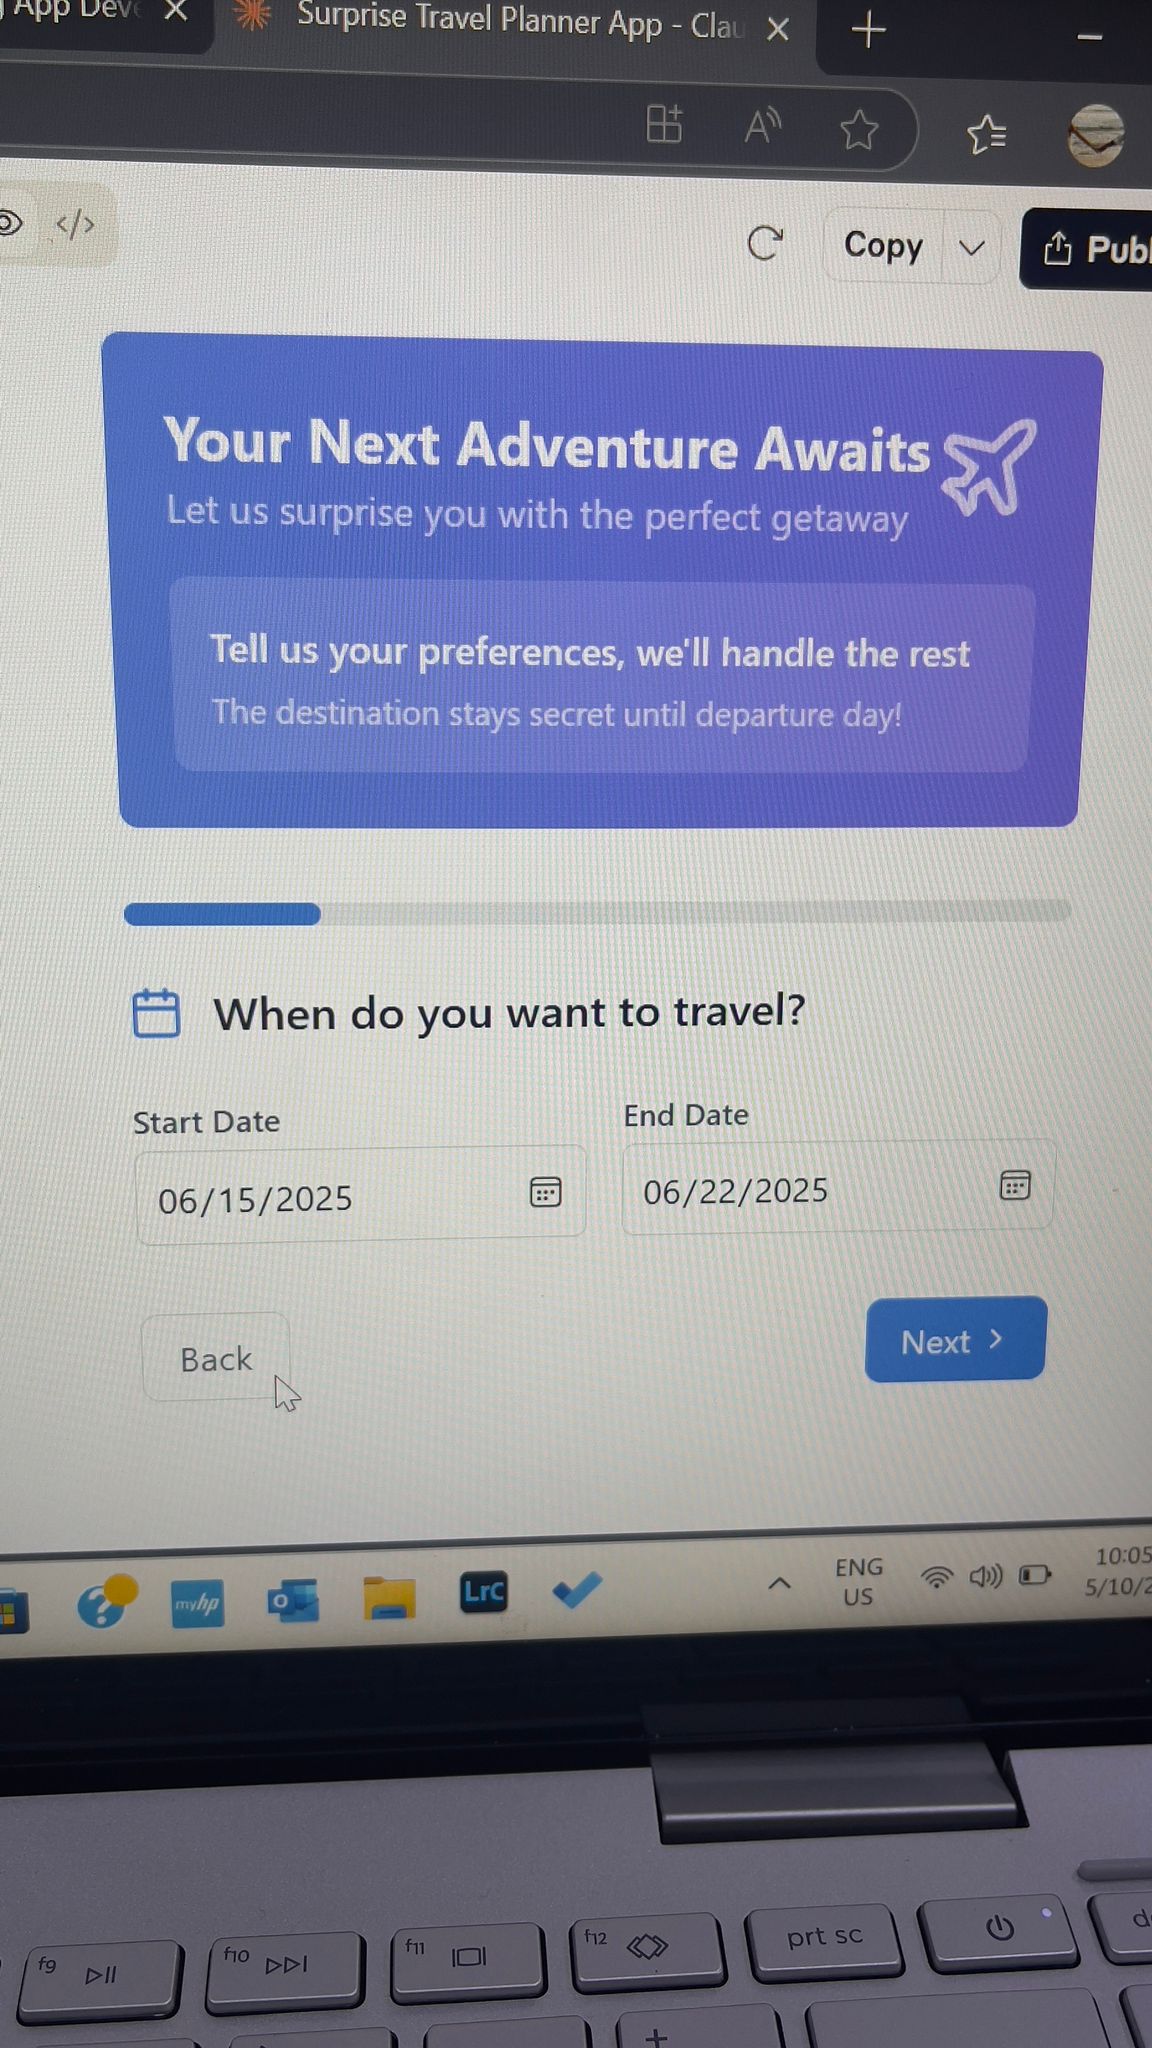 App Dev
Surprise Travel Planner App - Clau
Copy
Publ
Your Next Adventure Awaits
Let us surprise you with the perfect getaway
Tell us your preferences, we'll handle the rest
The destination stays secret until departure day!
When do you want to travel?
Start Date
End Date
06/15/2025
06/22/2025
Back
Next
myhp
LrC
ENG
US
10:05
5/10/2
f9
f10
f11
f12
prt sc